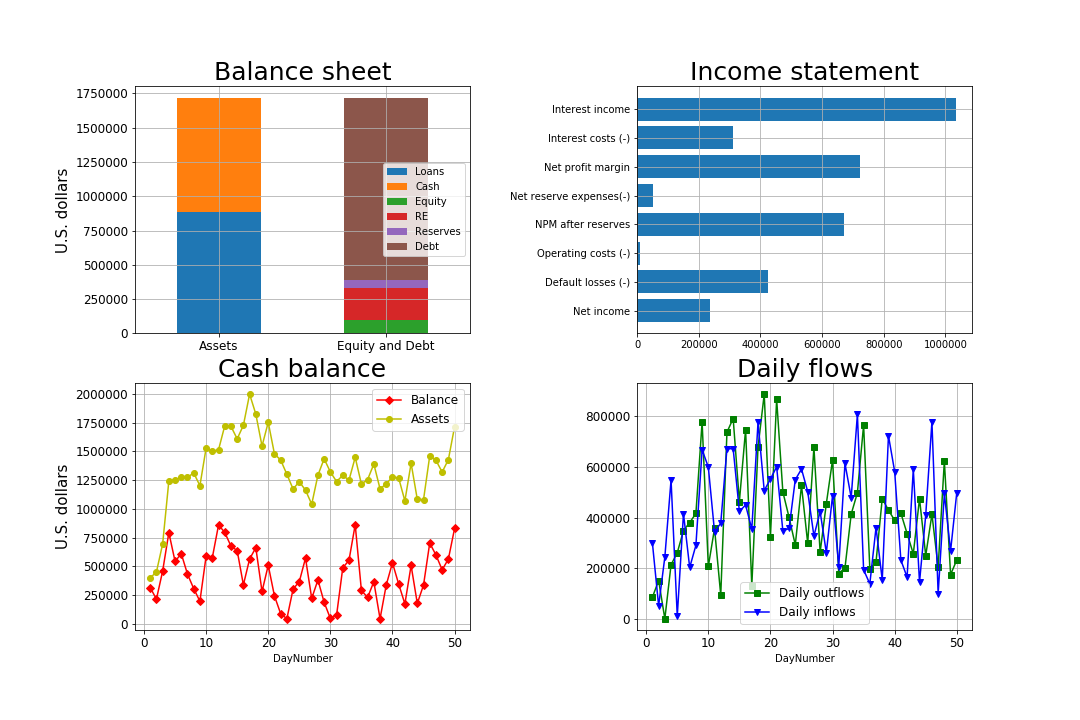 Balance sheet
U.S. dollars
1750000
1500000
1250000
1000000
750000
500000
250000
0
Loans
Cash
Equity
RE
Reserves
Debt
Assets
Equity and Debt
Income statement
Interest income
Interest costs (-)
Net profit margin
Net reserve expenses(-)
NPM after reserves
Operating costs (-)
Default losses (-)
Net income
0 200000 400000 600000 800000 1000000
Cash balance
U.S. dollars
2000000
1750000
1500000
1250000
1000000
750000
500000
250000
0
Balance
Assets
0 10 20 30 40 50
DayNumber
Daily flows
800000
600000
400000
200000
0
Daily outflows
Daily inflows
0 10 20 30 40 50
DayNumber